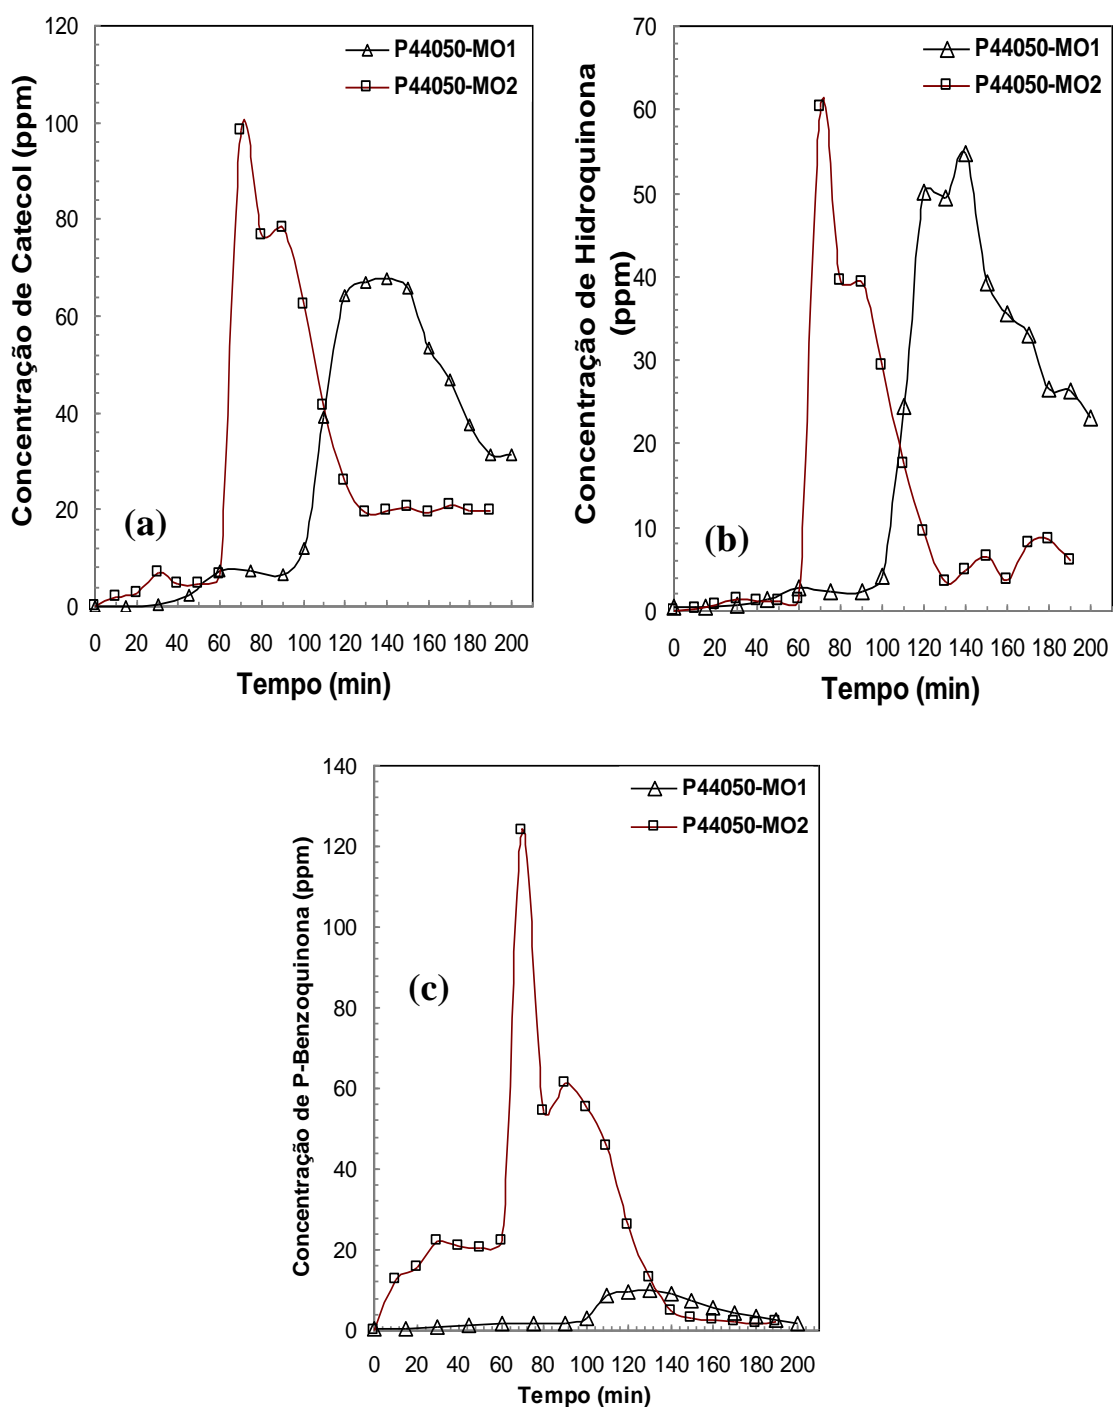 120
100
80
60
40
20
0
0 20 40 60 80 100 120 140 160 180 200
Concentração de Catecol (ppm)
Tempo (min)
P44050-MO1
P44050-MO2
(a)
70
60
50
40
30
20
10
0
0 20 40 60 80 100 120 140 160 180 200
Concentração de Hidroquinona
(ppm)
Tempo (min)
P44050-MO1
P44050-MO2
(b)
140
120
100
80
60
40
20
0
0 20 40 60 80 100 120 140 160 180 200
Concentração de P-Benzoquinona (ppm)
Tempo (min)
P44050-MO1
P44050-MO2
(c)